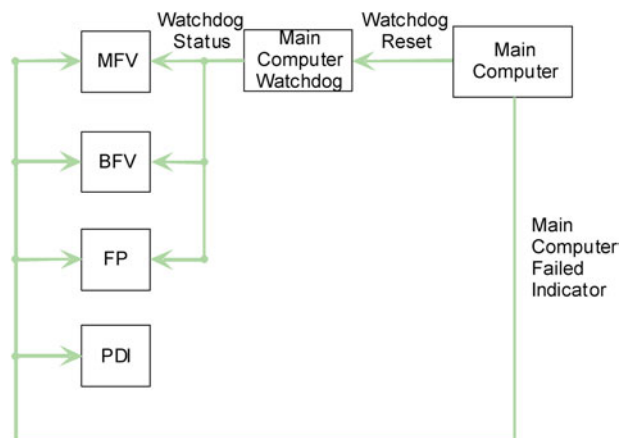 Watchdog
Status
MFV
Main
Computer
Watchdog
Watchdog
Reset
Main
Computer
BFV
FP
PDI
Main
Computer
Failed
Indicator